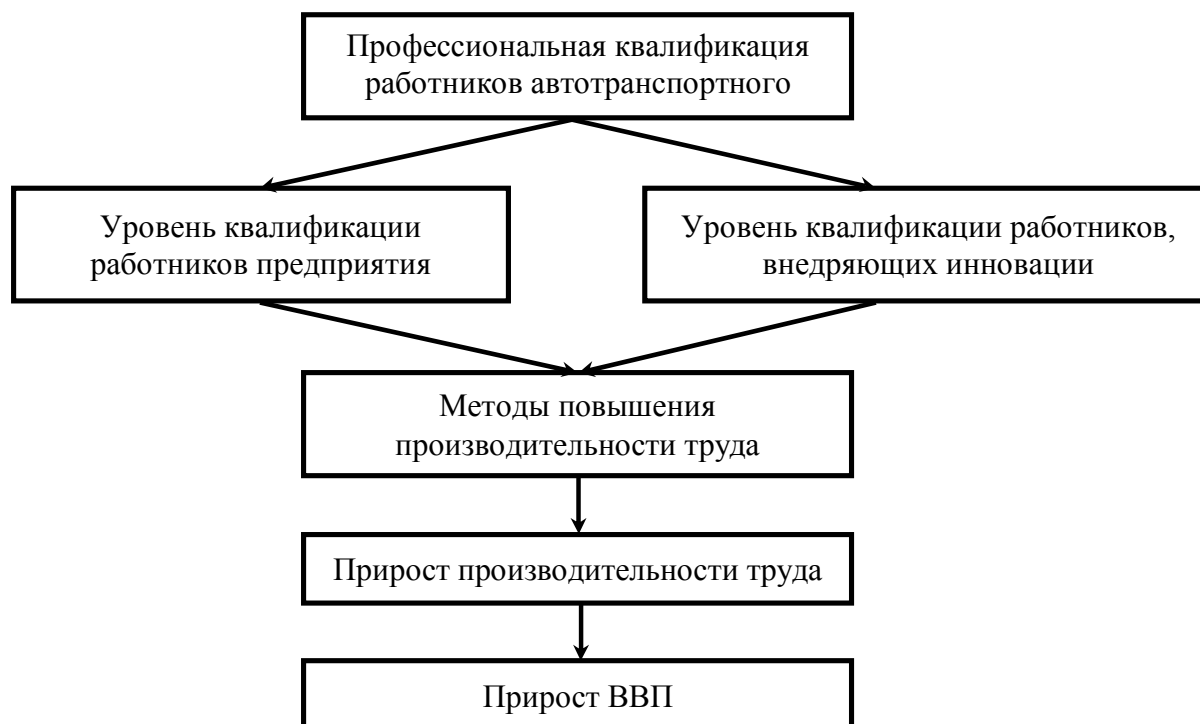 Профессиональная квалификация
работников автотранспортного
Уровень квалификации
работников предприятия
Уровень квалификации работников,
внедряющих инновации
Методы повышения
производительности труда
Прирост производительности труда
Прирост ВВП